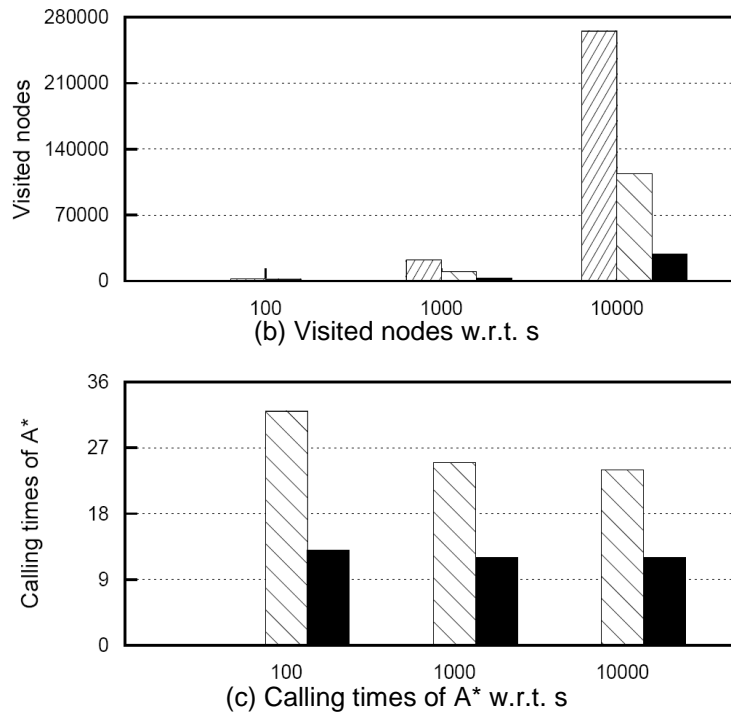 280000
210000
140000
70000
0
Visited nodes
100 1000 10000
(b) Visited nodes w.r.t. s
36
27
18
9
0
Calling times of A*
100 1000 10000
(c) Calling times of A* w.r.t. s